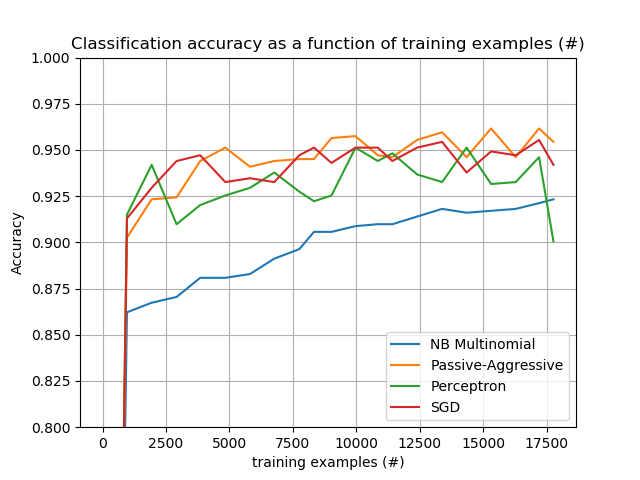 Classification accuracy as a function of training examples (#)
1.000
0.975
0.950
0.925
0.900
0.875
0.850
0.825
0.800
Accuracy
NB Multinomial
Passive-Aggressive
Perceptron
SGD
0 2500 5000 7500 10000 12500 15000 17500
training examples (#)